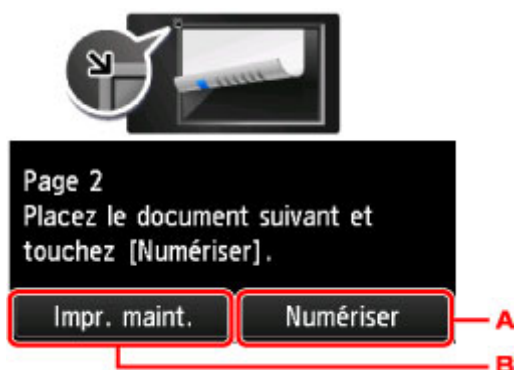 Page 2
Placez le document suivant et
touchez [Numériser].
Impr. maint.
Numériser
A
B